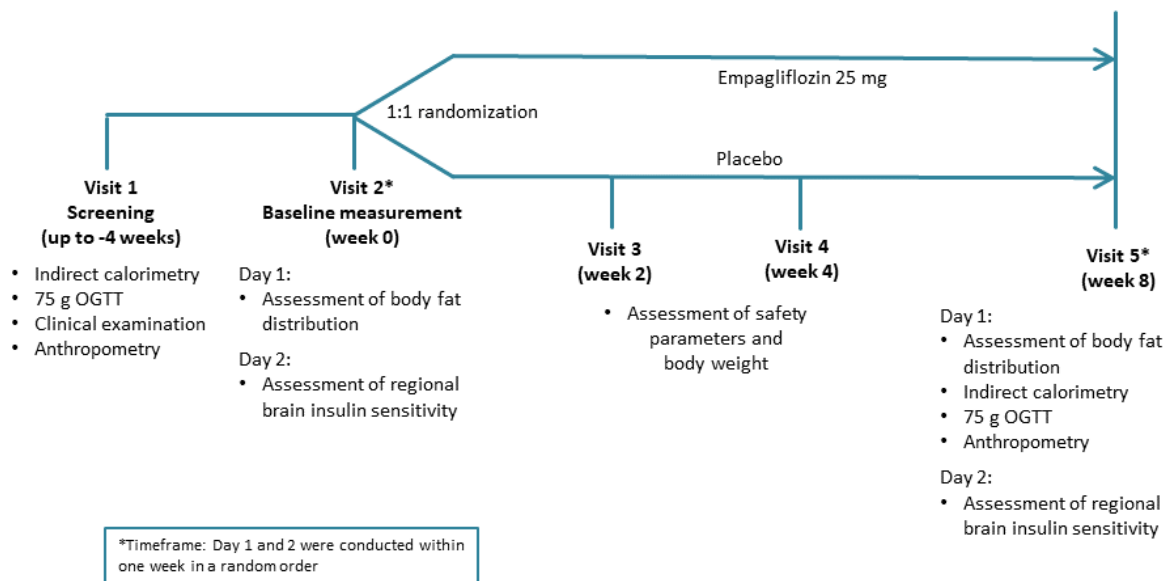 Empagliflozin 25 mg
1:1 randomization
Placebo
Visit 1
Screening
(up to -4 weeks)
• Indirect calorimetry
• 75 g OGTT
• Clinical examination
• Anthropometry
Visit 2*
Baseline measurement
(week 0)
Day 1:
• Assessment of body fat
distribution
Day 2:
• Assessment of regional
brain insulin sensitivity
Visit 3
(week 2)
Visit 4
(week 4)
• Assessment of safety
parameters and
body weight
Visit 5*
(week 8)
Day 1:
• Assessment of body fat
distribution
• Indirect calorimetry
• 75 g OGTT
• Anthropometry
Day 2:
• Assessment of regional
brain insulin sensitivity
*Timeframe: Day 1 and 2 were conducted within
one week in a random order